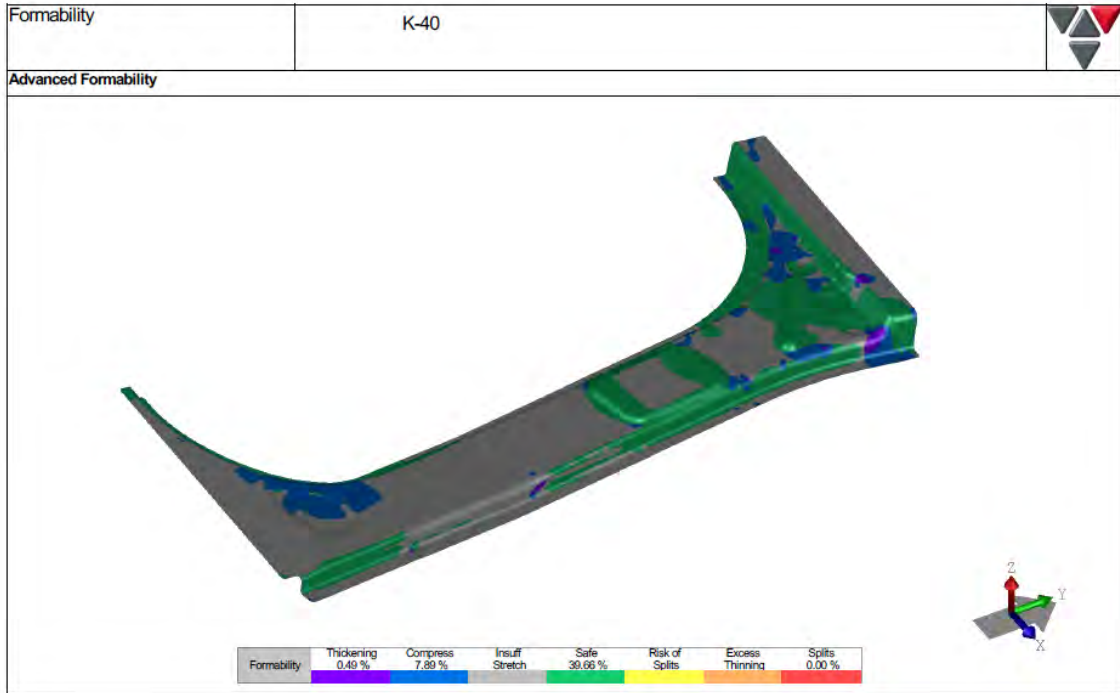 Formability
K-40
Advanced Formability
Z
Y
X
Formability
Thickening
0.49 %
Compress
7.89 %
Insuff
Stretch
Safe
39.66 %
Risk of
Splits
Excess
Thinning
Splits
0.00 %